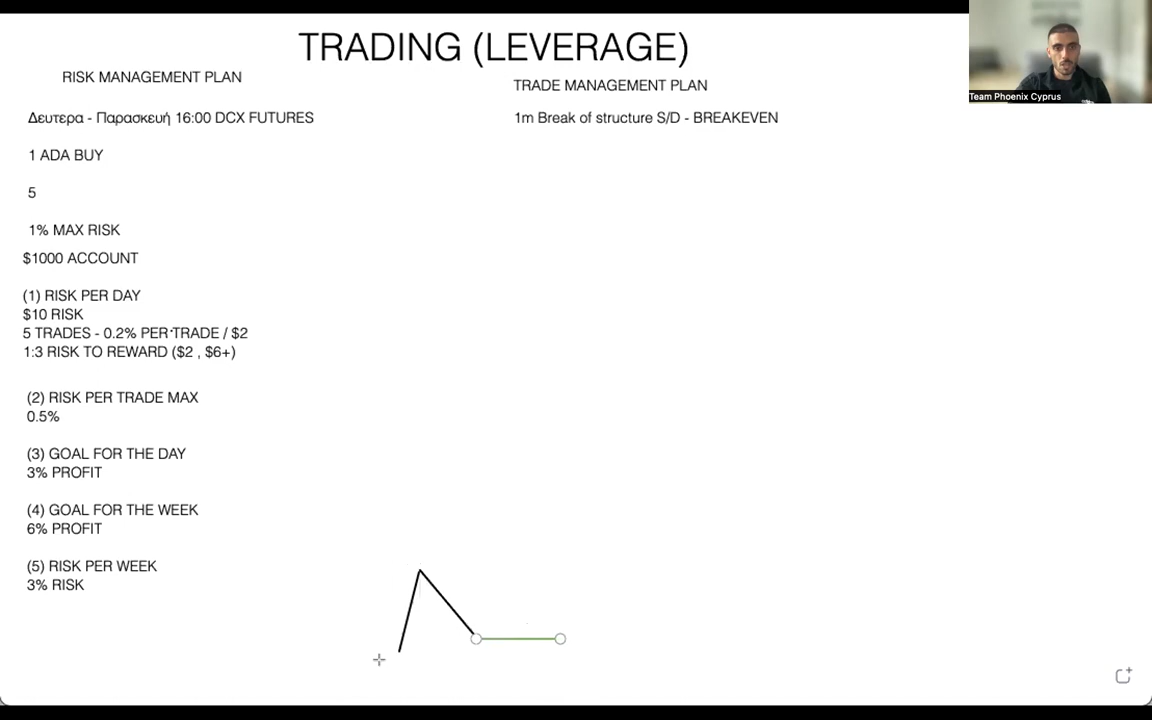 TRADING (LEVERAGE)
RISK MANAGEMENT PLAN
Δευτερα - Παρασκευή 16:00 DCX FUTURES
1 ADA BUY
5
1% MAX RISK
$1000 ACCOUNT
(1) RISK PER DAY
$10 RISK
5 TRADES - 0.2% PER TRADE / $2
1:3 RISK TO REWARD ($2 , $6+)
(2) RISK PER TRADE MAX
0.5%
(3) GOAL FOR THE DAY
3% PROFIT
(4) GOAL FOR THE WEEK
6% PROFIT
(5) RISK PER WEEK
3% RISK
TRADE MANAGEMENT PLAN
1m Break of structure S/D - BREAKEVEN
Team Phoenix Cyprus